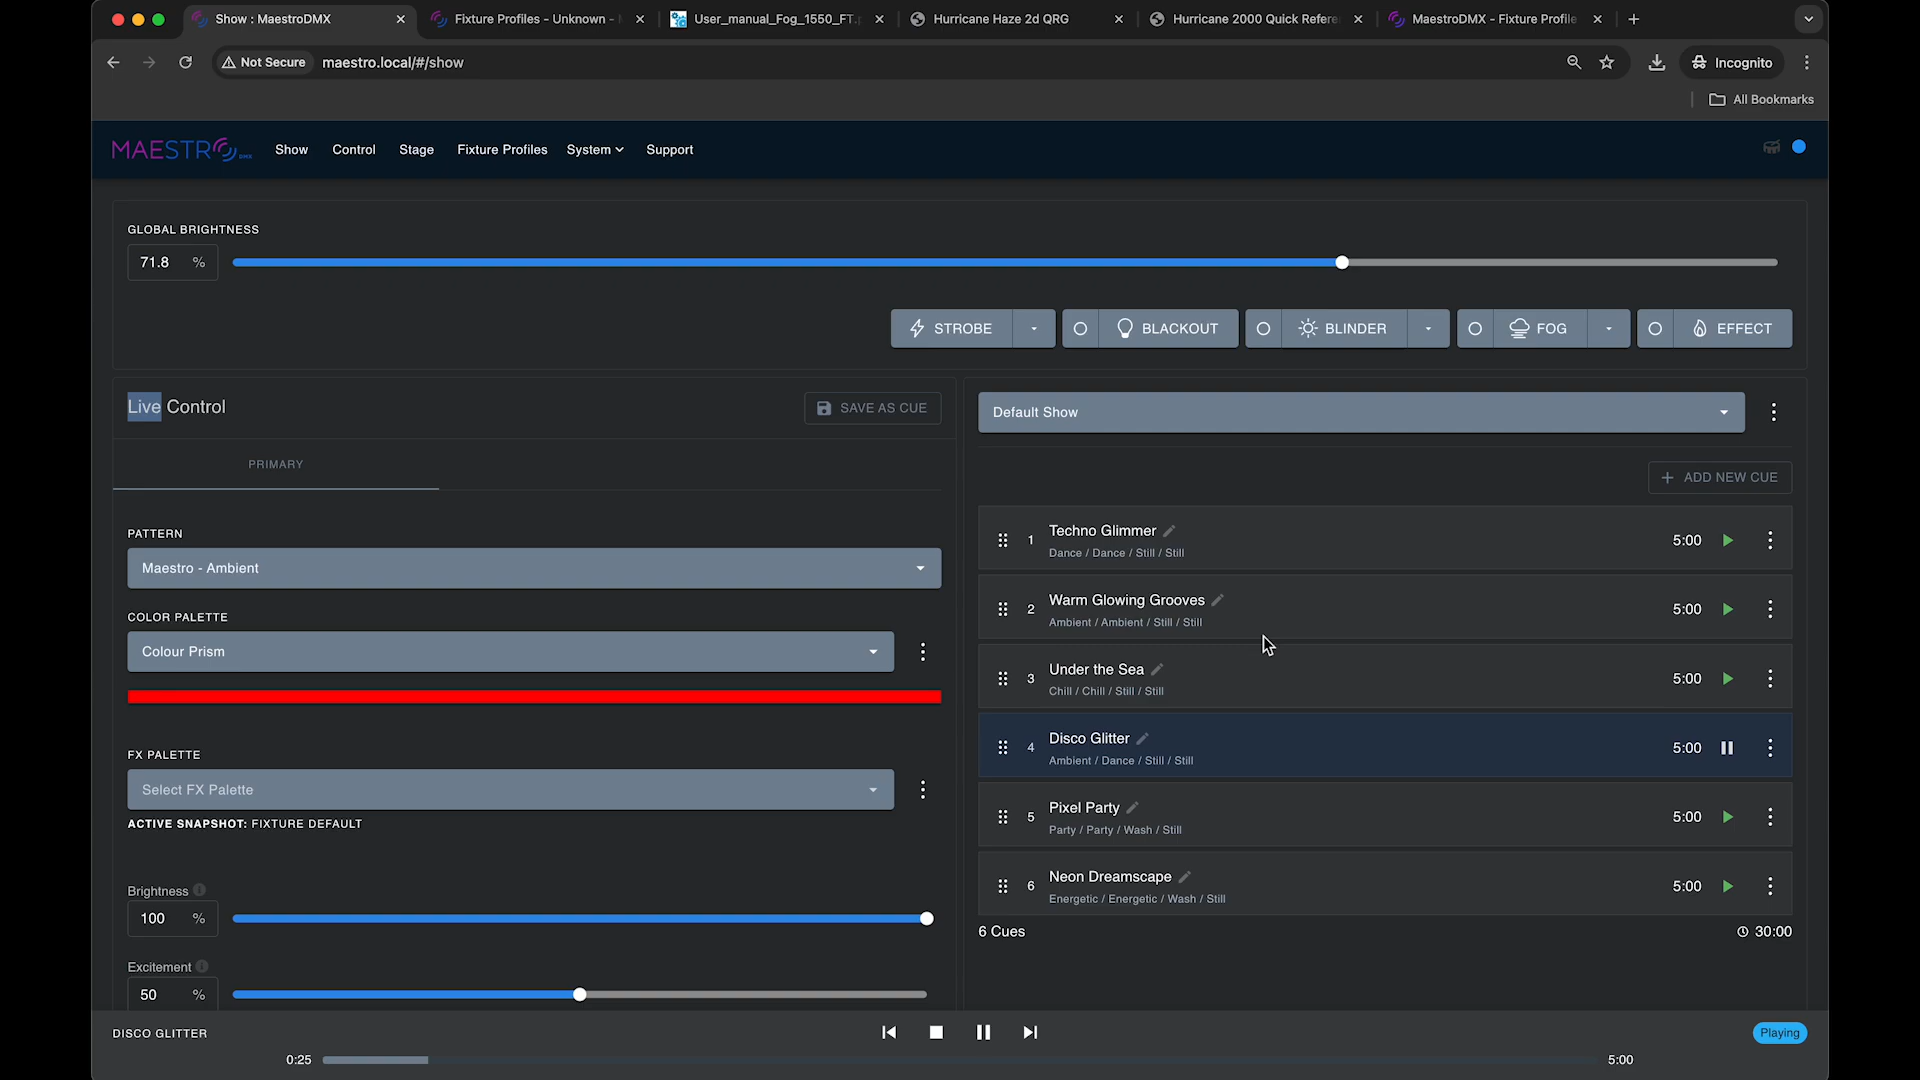 Show : MaestroDMX
Fixture Profiles - Unknown -
User_manual_Fog_1550_FT.
Hurricane Haze 2d QRG
Hurricane 2000 Quick Refere
MaestroDMX - Fixture Profile
Not Secure
maestro.local/#/show
Incognito
All Bookmarks
MAESTRO DMX
Show
Control
Stage
Fixture Profiles
System
Support
GLOBAL BRIGHTNESS
71.8 %
STROBE
BLACKOUT
BLINDER
FOG
EFFECT
Live Control
SAVE AS CUE
PRIMARY
PATTERN
Maestro - Ambient
COLOR PALETTE
Colour Prism
FX PALETTE
Select FX Palette
ACTIVE SNAPSHOT: FIXTURE DEFAULT
Brightness
100 %
Excitement
50 %
Default Show
+ ADD NEW CUE
1 Techno Glimmer 5:00
Dance / Dance / Still / Still
2 Warm Glowing Grooves 5:00
Ambient / Ambient / Still / Still
3 Under the Sea 5:00
Chill / Chill / Still / Still
4 Disco Glitter 5:00
Ambient / Dance / Still / Still
5 Pixel Party 5:00
Party / Party / Wash / Still
6 Neon Dreamscape 5:00
Energetic / Energetic / Wash / Still
6 Cues 30:00
DISCO GLITTER
Playing
0:25
5:00